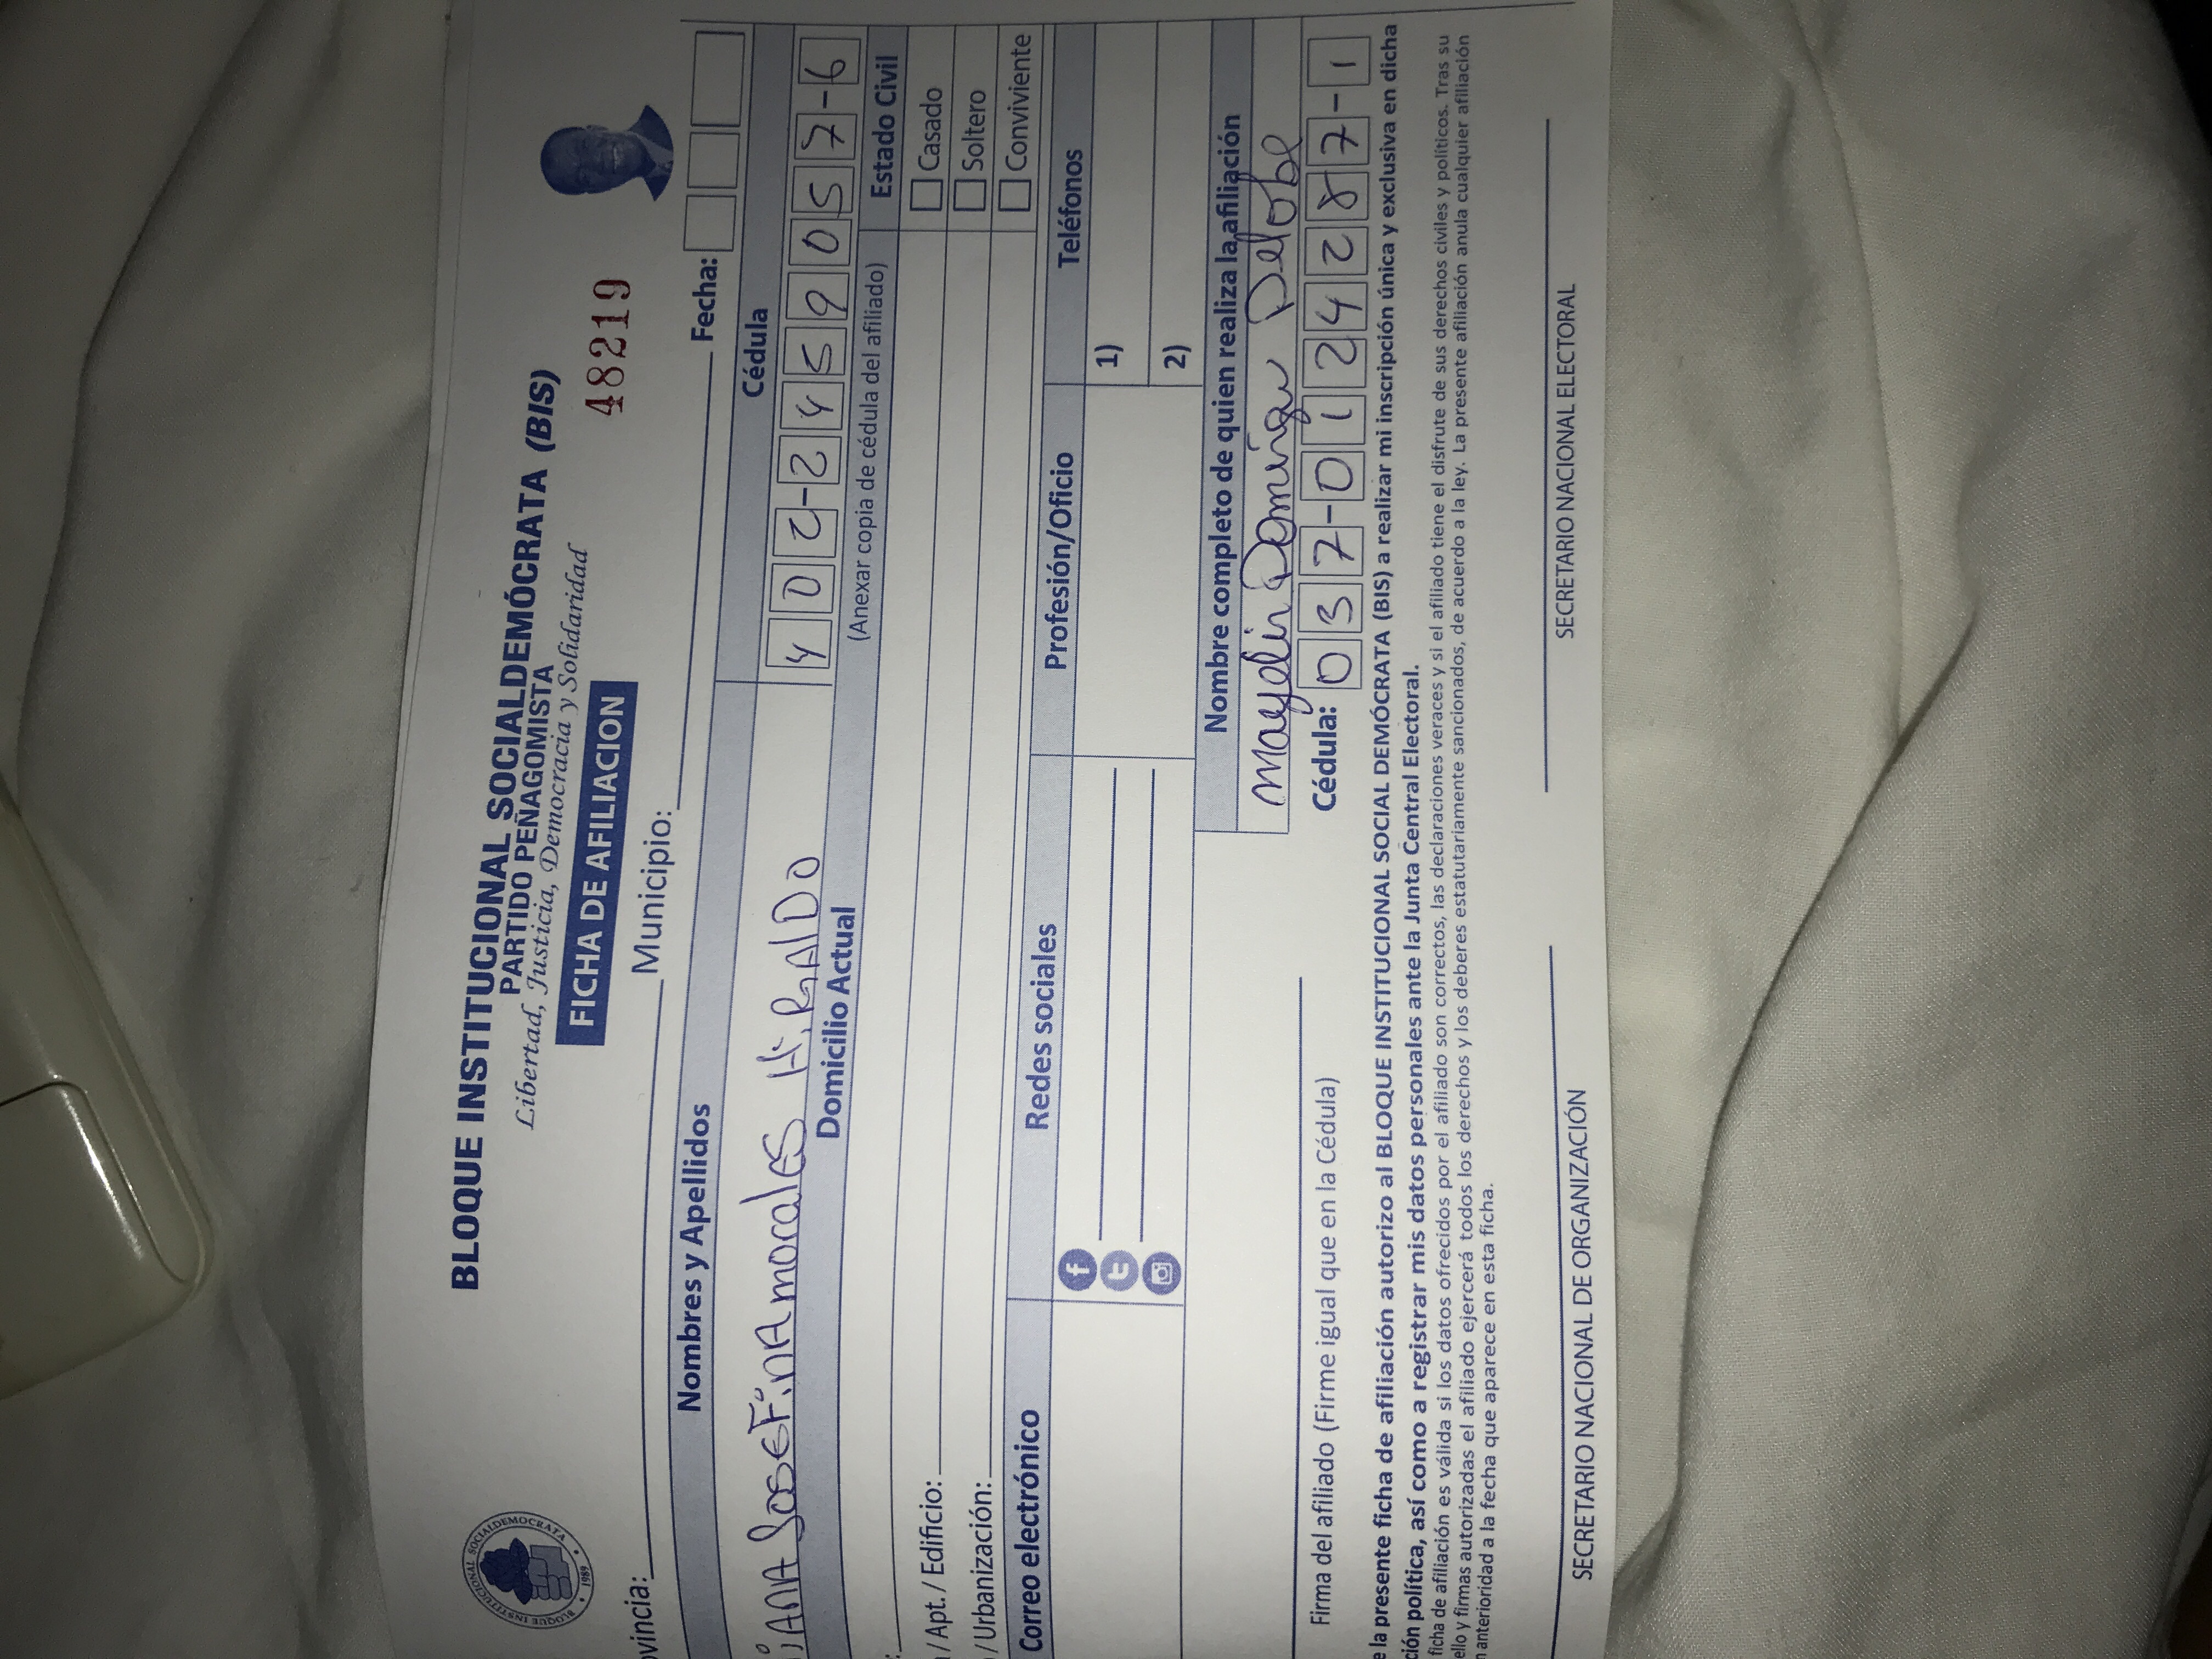 BLOQUE INSTITUCIONAL SOCIALDEMÓCRATA (BIS)
PARTIDO PEÑAGOMISTA
Libertad, Justicia, Democracia y Solidaridad
FICHA DE AFILIACION
48219
BLOQUE INSTITUCIONAL SOCIALDEMOCRATA • 1989 •
ovincia: Municipio: Fecha:
Nombres y Apellidos Cédula
JOSEFINA morales 402-2459057-6
Domicilio Actual (Anexar copia de cédula del afiliado) Estado Civil
Casado
/ Apt. / Edificio: Soltero
/ Urbanización: Conviviente
Correo electrónico Redes sociales Profesión/Oficio Teléfonos
1)
2)
Nombre completo de quien realiza la afiliación
Maydin
Firma del afiliado (Firme igual que en la Cédula) Cédula: 037-0124287-1
e la presente ficha de afiliación autorizo al BLOQUE INSTITUCIONAL SOCIAL DEMÓCRATA (BIS) a realizar mi inscripción única y exclusiva en dicha
ción política, así como a registrar mis datos personales ante la Junta Central Electoral.
ficha de afiliación es válida si los datos ofrecidos por el afiliado son correctos, las declaraciones veraces y si el afiliado tiene el disfrute de sus derechos civiles y políticos. Tras su
ello y firmas autorizadas el afiliado ejercerá todos los derechos y los deberes estatutariamente sancionados, de acuerdo a la ley. La presente afiliación anula cualquier afiliación
n anterioridad a la fecha que aparece en esta ficha.
SECRETARIO NACIONAL DE ORGANIZACIÓN SECRETARIO NACIONAL ELECTORAL